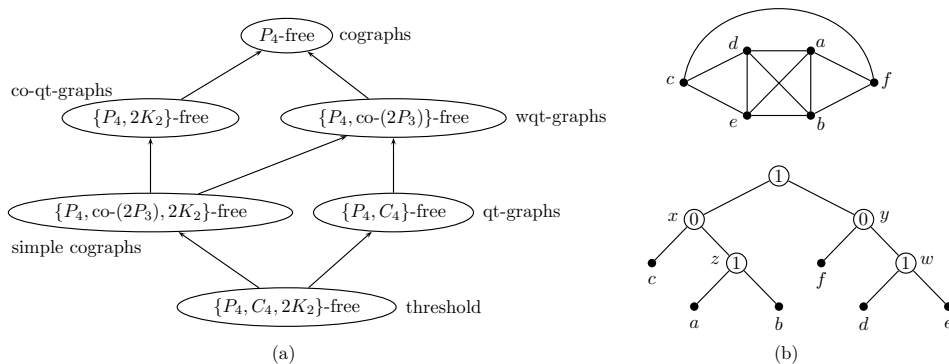 P₄-free cographs
co-qt-graphs
{P₄, 2K₂}-free
{P₄, co-(2P₃)}-free wqt-graphs
{P₄, co-(2P₃), 2K₂}-free
{P₄, C₄}-free qt-graphs
simple cographs
{P₄, C₄, 2K₂}-free threshold
(a)
d a
c f
e b
1
x 0 0 y
c z 1 f 1 w
a b d e
(b)